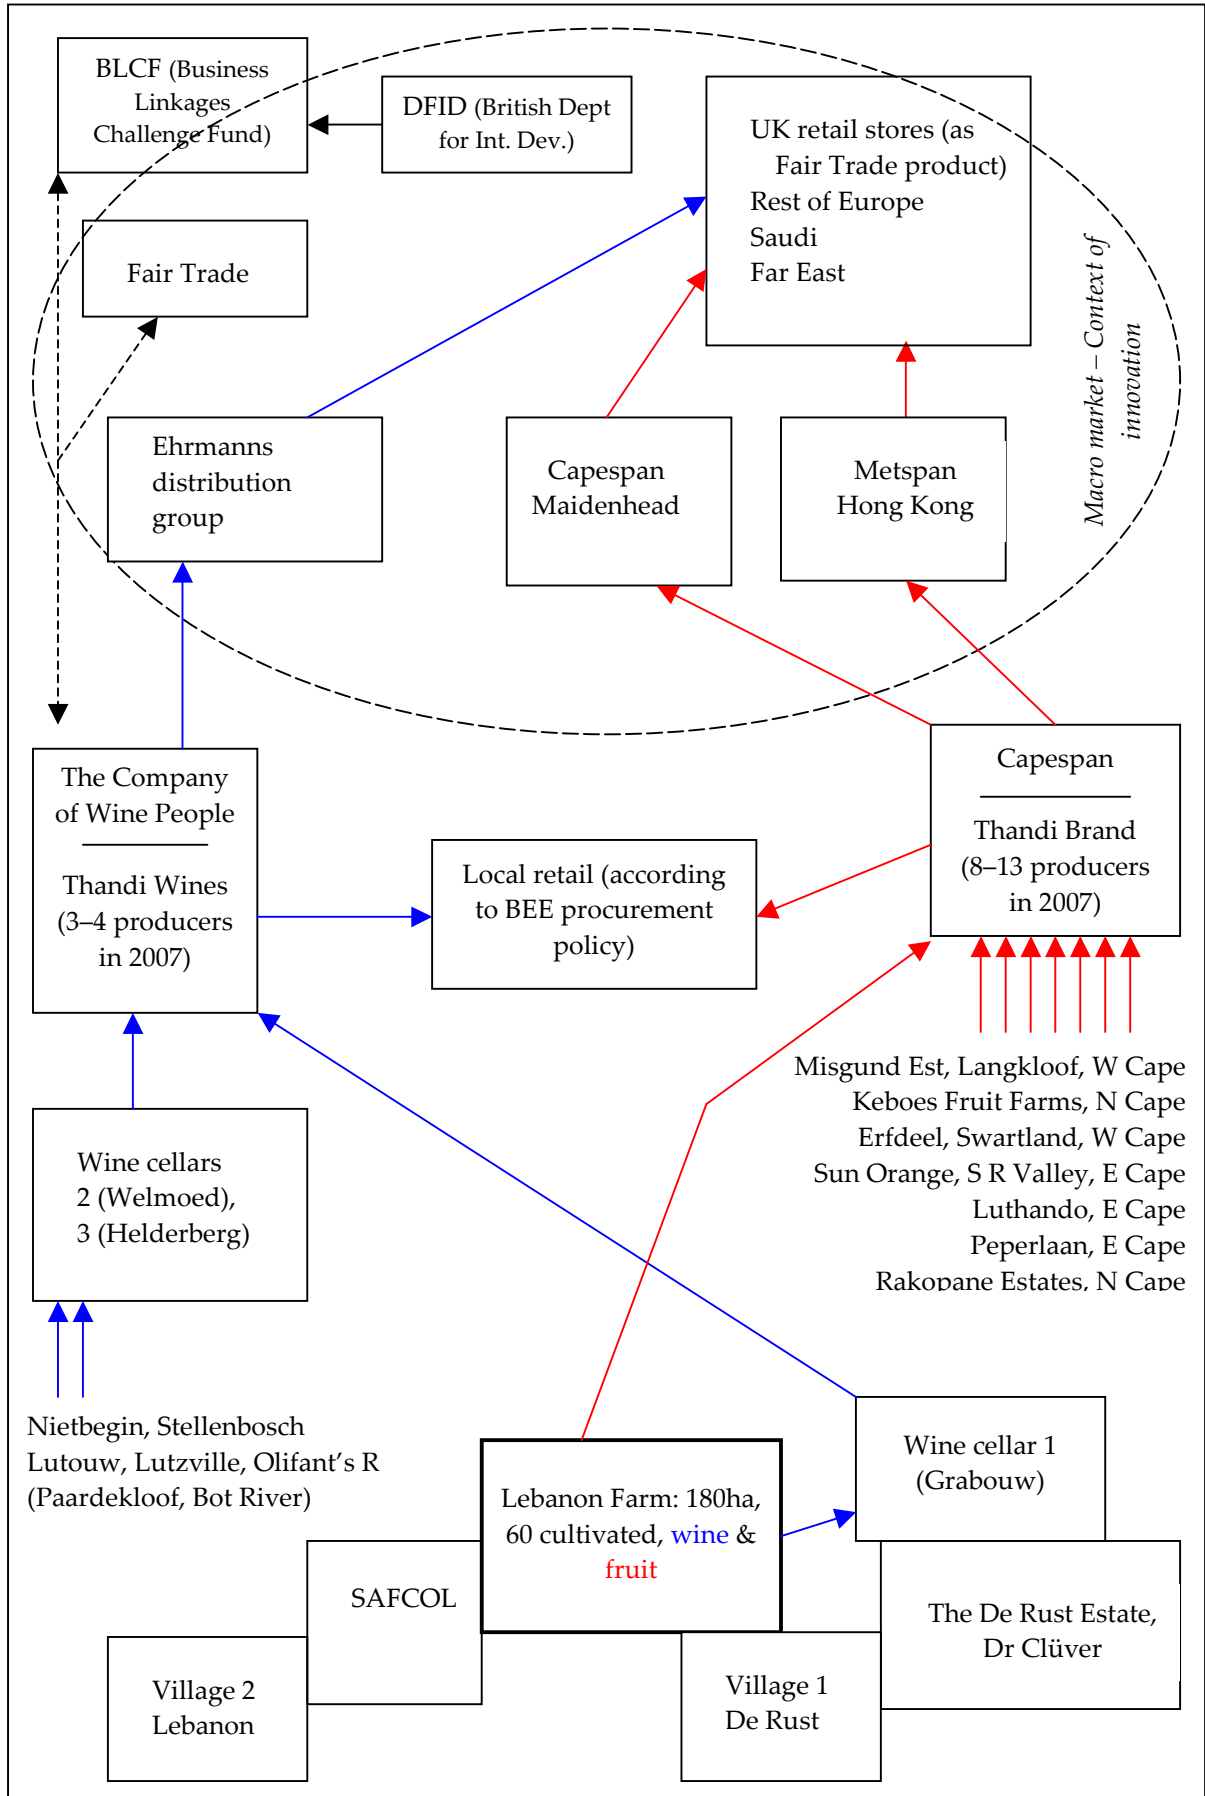 BLCF (Business
Linkages
Challenge Fund)
DFID (British Dept
for Int. Dev.)
UK retail stores (as
Fair Trade product)
Rest of Europe
Saudi
Far East
Fair Trade
Macro market – Context of
innovation
Ehrmanns
distribution
group
Capespan
Maidenhead
Metspan
Hong Kong
The Company
of Wine People
Thandi Wines
(3–4 producers
in 2007)
Local retail (according
to BEE procurement
policy)
Capespan
Thandi Brand
(8–13 producers
in 2007)
Misgund Est, Langkloof, W Cape
Keboes Fruit Farms, N Cape
Erfdeel, Swartland, W Cape
Sun Orange, S R Valley, E Cape
Luthando, E Cape
Peperlaan, E Cape
Rakopane Estates, N Cape
Wine cellars
2 (Welmoed),
3 (Helderberg)
Nietbegin, Stellenbosch
Lutouw, Lutzville, Olifant’s R
(Paardekloof, Bot River)
Lebanon Farm: 180ha,
60 cultivated, wine &
fruit
Wine cellar 1
(Grabouw)
SAFCOL
The De Rust Estate,
Dr Clüver
Village 2
Lebanon
Village 1
De Rust